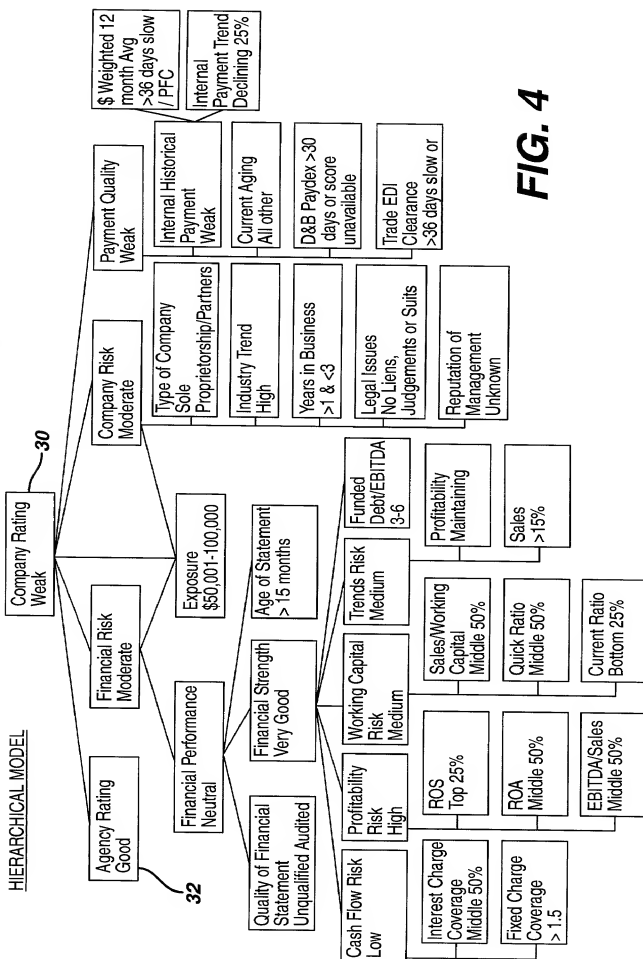 HIERARCHICAL MODEL
Company Rating
Weak
30
Agency Rating
Good
32
Financial Risk
Moderate
Company Risk
Moderate
Payment Quality
Weak
Exposure
$50,001-100,000
Financial Performance
Neutral
Quality of Financial
Statement
Unqualified Audited
Financial Strength
Very Good
Age of Statement
> 15 months
Cash Flow Risk
Low
Interest Charge
Coverage
Middle 50%
Fixed Charge
Coverage
> 1.5
Profitability
Risk
High
ROS
Top 25%
ROA
Middle 50%
EBITDA/Sales
Middle 50%
Working Capital
Risk
Medium
Sales/Working
Capital
Middle 50%
Quick Ratio
Middle 50%
Current Ratio
Bottom 25%
Trends Risk
Medium
Profitability
Maintaining
Sales
>15%
Funded
Debt/EBITDA
3-6
Type of Company
Sole
Proprietorship/Partners
Industry Trend
High
Years in Business
>1 & <3
Legal Issues
No Liens,
Judgements or Suits
Reputation of
Management
Unknown
Internal Historical
Payment
Weak
Current Aging
All other
D&B Paydex >30
days or score
unavailable
Trade EDI
Clearance
>36 days slow or
$ Weighted 12
month Avg
>36 days slow
/ PFC
Internal
Payment Trend
Declining 25%
FIG. 4